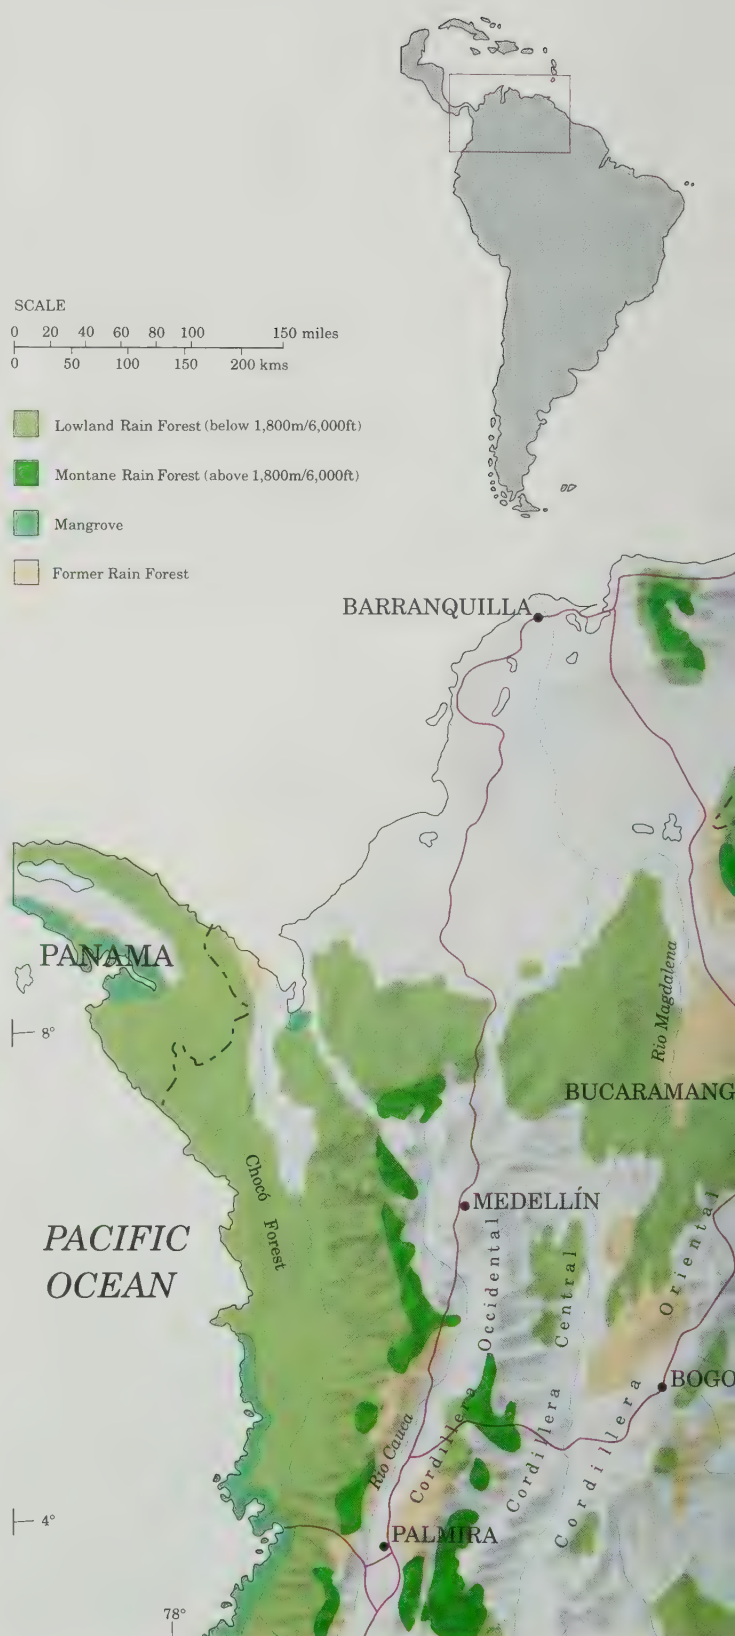 SCALE
0 20 40 60 80 100 150 miles
0 50 100 150 200 kms
Lowland Rain Forest (below 1,800m/6,000ft)
Montane Rain Forest (above 1,800m/6,000ft)
Mangrove
Former Rain Forest
BARRANQUILLA
PANAMA
Rio Magdalena
8°
BUCARAMANG
Chocó Forest
MEDELLÍN
PACIFIC
OCEAN
Cordillera Occidental
Cordillera Central
Cordillera Oriental
BOGO
Rio Cauca
4°
PALMIRA
78°